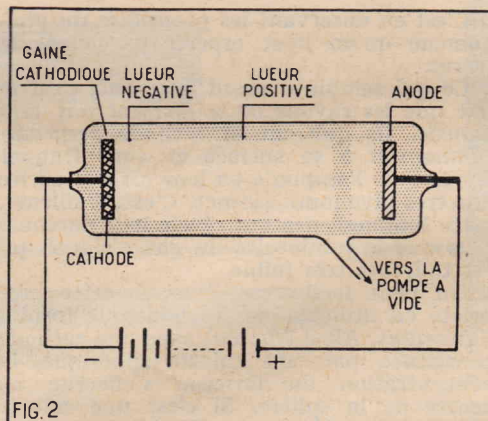 GAINE
CATHODIQUE
LUEUR
NEGATIVE
LUEUR
POSITIVE
ANODE
CATHODE
VERS LA
POMPE A
VIDE
− +
FIG. 2